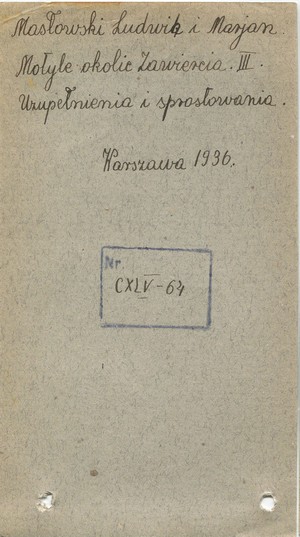 Masłowski Ludwik i Marjan.
Motyle okolic Zawiercia. III.
Uzupełnienia i sprostowania.
Warszawa 1936.
Nr.
CXLV-64